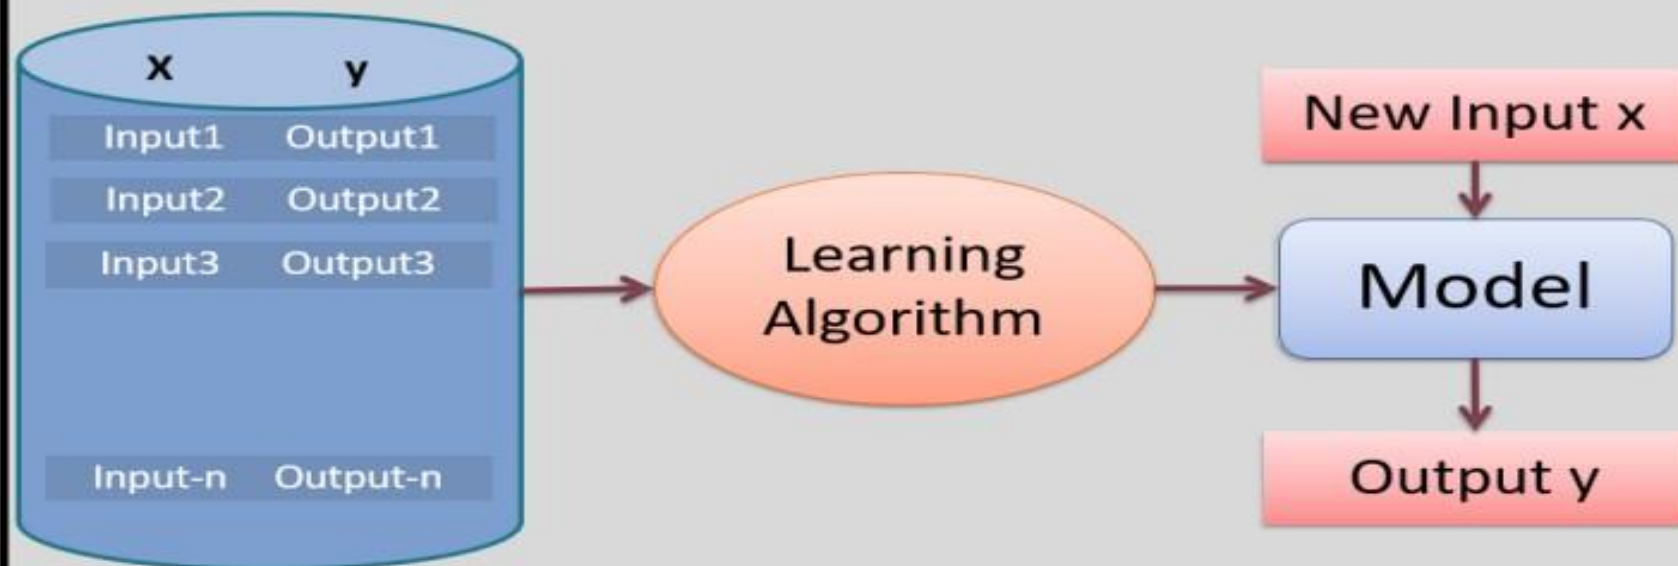 x y
Input1 Output1
Input2 Output2
Input3 Output3
Input-n Output-n
Learning
Algorithm
New Input x
Model
Output y